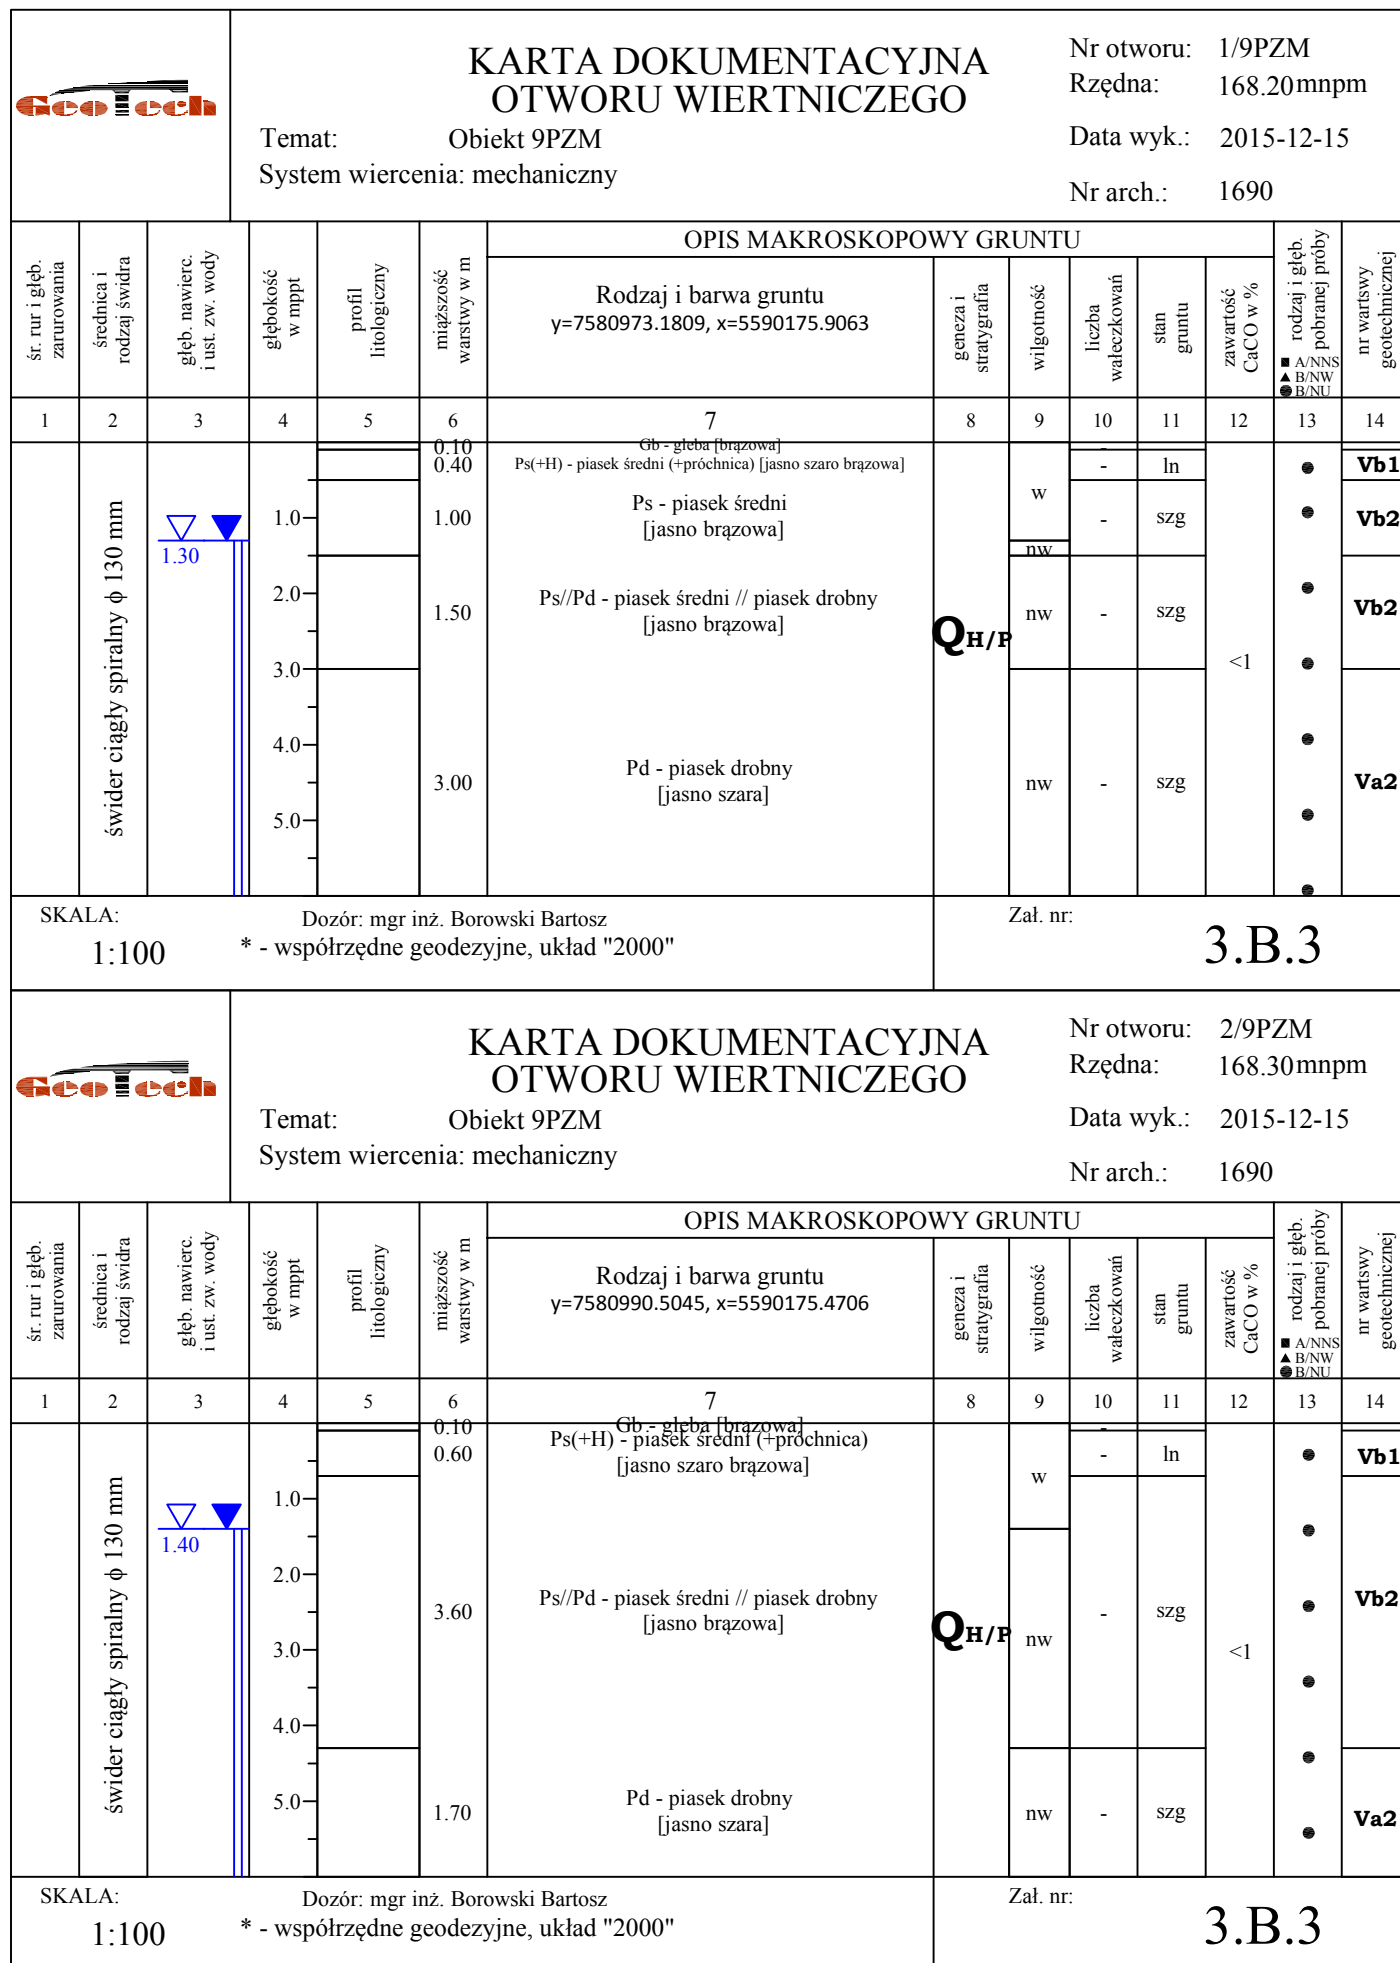 GeoTech
KARTA DOKUMENTACYJNA
OTWORU WIERTNICZEGO
Temat: Obiekt 9PZM
System wiercenia: mechaniczny
Nr otworu: 1/9PZM
Rzędna: 168.20mnpm
Data wyk.: 2015-12-15
Nr arch.: 1690
śr. rur i głęb.
zarurowania
średnica i
rodzaj świdra
głęb. nawierc.
i ust. zw. wody
głębokość
w mppt
profil
litologiczny
miąższość
warstwy w m
OPIS MAKROSKOPOWY GRUNTU
Rodzaj i barwa gruntu
y=7580973.1809, x=5590175.9063
geneza i
stratygrafia
wilgotność
liczba
wałeczkowań
stan
gruntu
zawartość
CaCO w %
rodzaj i głęb.
pobranej próby
A/NNS
B/NW
B/NU
nr wartswy
geotechnicznej
1 2 3 4 5 6 7 8 9 10 11 12 13 14
świder ciągły spiralny ϕ 130 mm
1.30
1.0
2.0
3.0
4.0
5.0
0.10 Gb - gleba [brązowa] -
0.40 Ps(+H) - piasek średni (+próchnica) [jasno szaro brązowa] - ln Vb1
w
1.00 Ps - piasek średni - szg Vb2
[jasno brązowa]
nw
1.50 Ps//Pd - piasek średni // piasek drobny nw - szg Vb2
[jasno brązowa]
QH/P
<1
3.00 Pd - piasek drobny nw - szg Va2
[jasno szara]
SKALA:
1:100
Dozór: mgr inż. Borowski Bartosz
* - współrzędne geodezyjne, układ "2000"
Zał. nr:
3.B.3
GeoTech
KARTA DOKUMENTACYJNA
OTWORU WIERTNICZEGO
Temat: Obiekt 9PZM
System wiercenia: mechaniczny
Nr otworu: 2/9PZM
Rzędna: 168.30mnpm
Data wyk.: 2015-12-15
Nr arch.: 1690
śr. rur i głęb.
zarurowania
średnica i
rodzaj świdra
głęb. nawierc.
i ust. zw. wody
głębokość
w mppt
profil
litologiczny
miąższość
warstwy w m
OPIS MAKROSKOPOWY GRUNTU
Rodzaj i barwa gruntu
y=7580990.5045, x=5590175.4706
geneza i
stratygrafia
wilgotność
liczba
wałeczkowań
stan
gruntu
zawartość
CaCO w %
rodzaj i głęb.
pobranej próby
A/NNS
B/NW
B/NU
nr wartswy
geotechnicznej
1 2 3 4 5 6 7 8 9 10 11 12 13 14
świder ciągły spiralny ϕ 130 mm
1.40
1.0
2.0
3.0
4.0
5.0
0.10 Gb - gleba [brązowa] -
0.60 Ps(+H) - piasek średni (+próchnica) - ln Vb1
[jasno szaro brązowa]
w
3.60 Ps//Pd - piasek średni // piasek drobny - szg Vb2
[jasno brązowa]
QH/P
nw
<1
1.70 Pd - piasek drobny nw - szg Va2
[jasno szara]
SKALA:
1:100
Dozór: mgr inż. Borowski Bartosz
* - współrzędne geodezyjne, układ "2000"
Zał. nr:
3.B.3